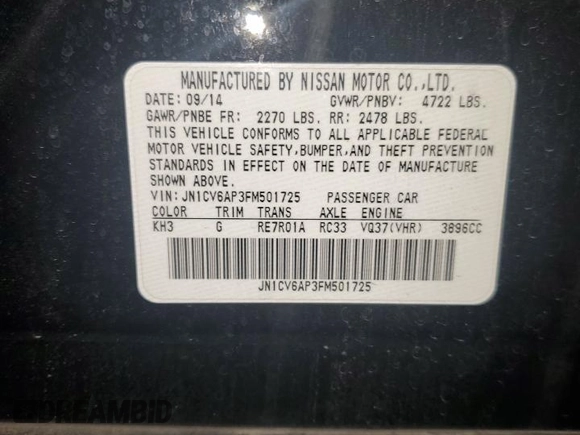 MANUFACTURED BY NISSAN MOTOR CO.,LTD.
DATE: 09/14 GVWR/PNBV: 4722 LBS.
GAWR/PNBE FR: 2270 LBS. RR: 2478 LBS.
THIS VEHICLE CONFORMS TO ALL APPLICABLE FEDERAL
MOTOR VEHICLE SAFETY,BUMPER,AND THEFT PREVENTION
STANDARDS IN EFFECT ON THE DATE OF MANUFACTURE
SHOWN ABOVE.
VIN: JN1CV6AP3FM501725 PASSENGER CAR
COLOR TRIM TRANS AXLE ENGINE
KH3 G RE7R01A RC33 VQ37(VHR) 3696CC
JN1CV6AP3FM501725
DREAMBID